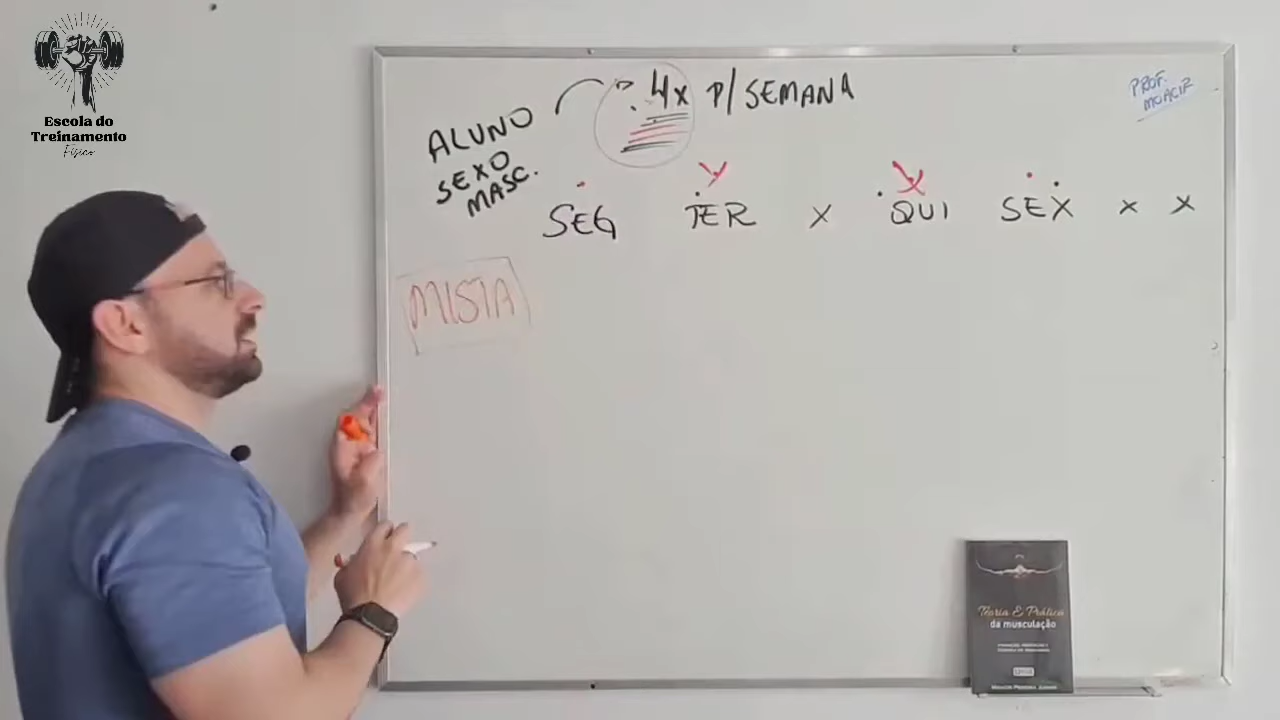 Escola do
Treinamento
Físico
4x P/ SEMANA
PROF.
MOACIR
ALUNO
SEXO
MASC.
SEG TER X QUI SEX X X
MISTA
Teoria E Prática
da musculação